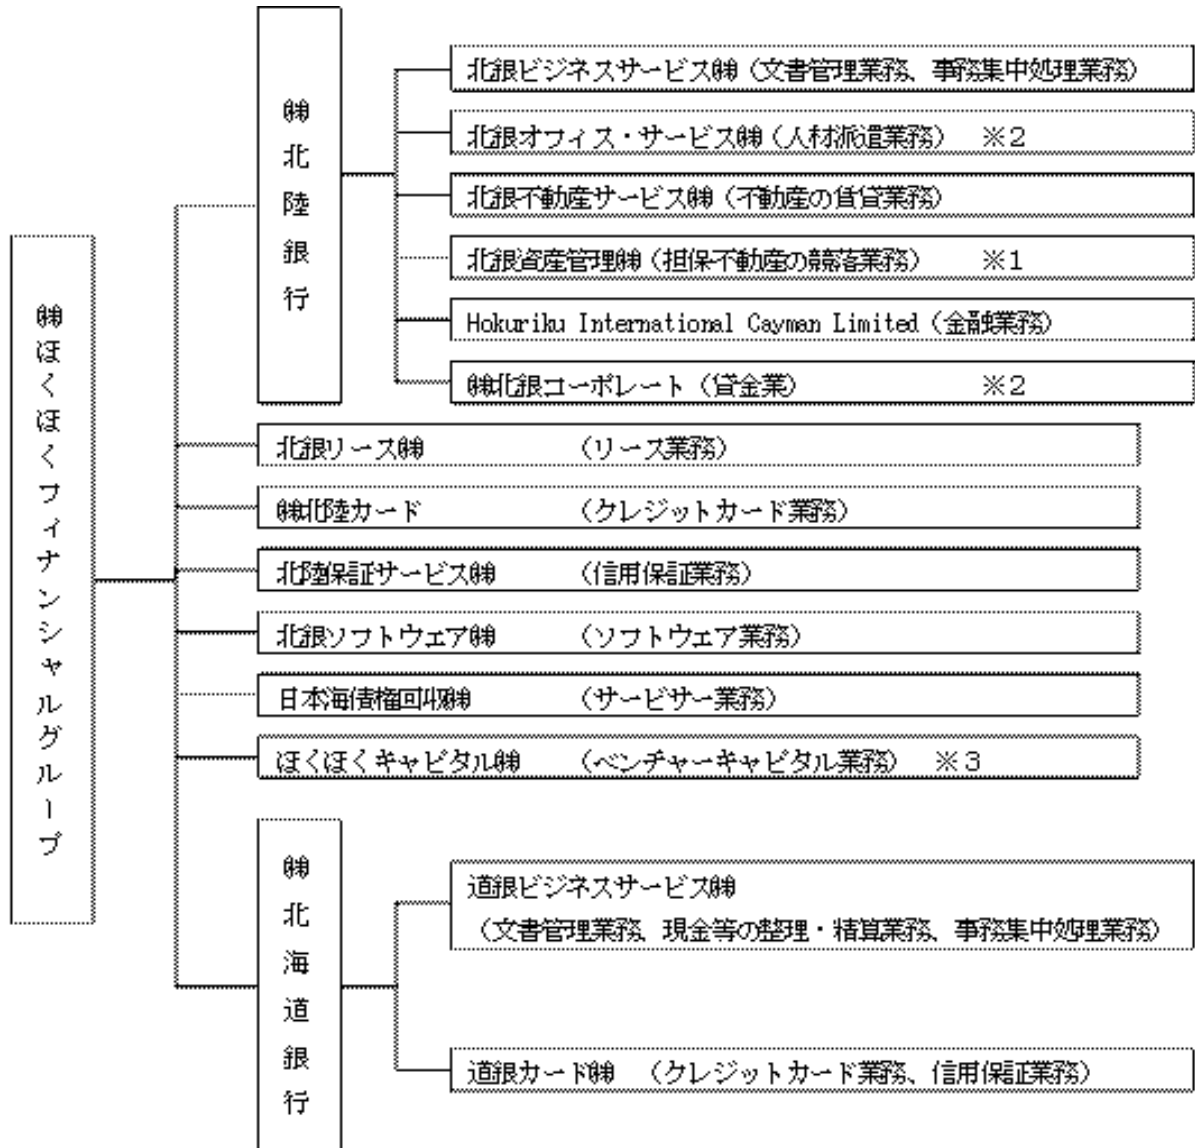 ㈱ほくほくフィナンシャルグループ
㈱北陸銀行
北銀ビジネスサービス㈱（文書管理業務、事務集中処理業務）
北銀オフィス・サービス㈱（人材派遣業務） ※2
北銀不動産サービス㈱（不動産の賃貸業務）
北銀資産管理㈱（担保不動産の競落業務） ※1
Hokuriku International Cayman Limited（金融業務）
㈱北銀コーポレート（貸金業） ※2
北銀リース㈱ （リース業務）
㈱北陸カード （クレジットカード業務）
北陸保証サービス㈱ （信用保証業務）
北銀ソフトウェア㈱ （ソフトウェア業務）
日本海債権回収㈱ （サービサー業務）
ほくほくキャピタル㈱ （ベンチャーキャピタル業務） ※3
㈱北海道銀行
道銀ビジネスサービス㈱
（文書管理業務、現金等の整理・精算業務、事務集中処理業務）
道銀カード㈱ （クレジットカード業務、信用保証業務）